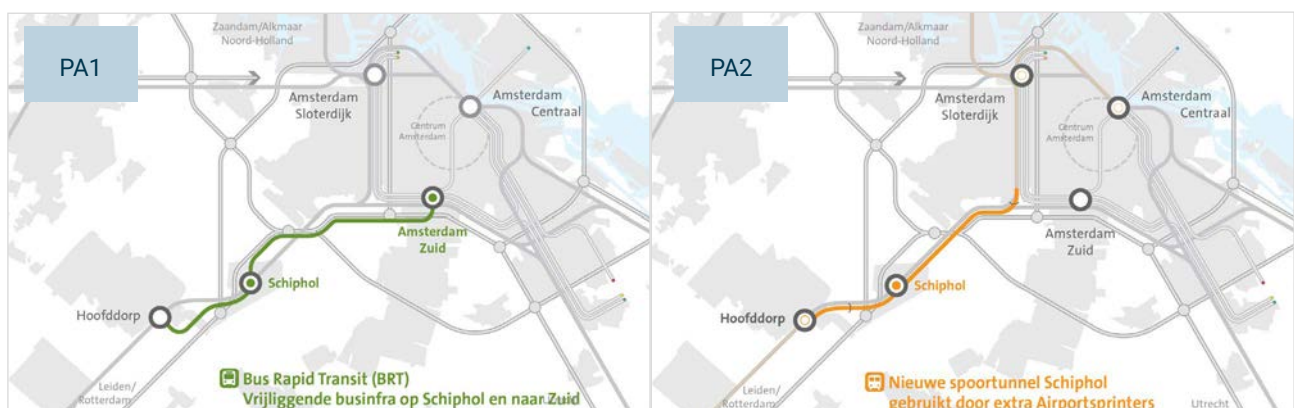 PA1
Zaandam/Alkmaar
Noord-Holland
Amsterdam
Sloterdijk
Amsterdam
Centraal
Centrum
Amsterdam
Amsterdam
Zuid
Schiphol
Hoofddorp
Leiden/
Rotterdam
Bus Rapid Transit (BRT)
Vrijliggende businfra op Schiphol en naar Zuid
PA2
Zaandam/Alkmaar
Noord-Holland
Amsterdam
Sloterdijk
Amsterdam
Centraal
Centrum
Amsterdam
Amsterdam
Zuid
Schiphol
Hoofddorp
Leiden/
Rotterdam
Utrecht
Nieuwe spoortunnel Schiphol
gebruikt door extra Airportsprinters